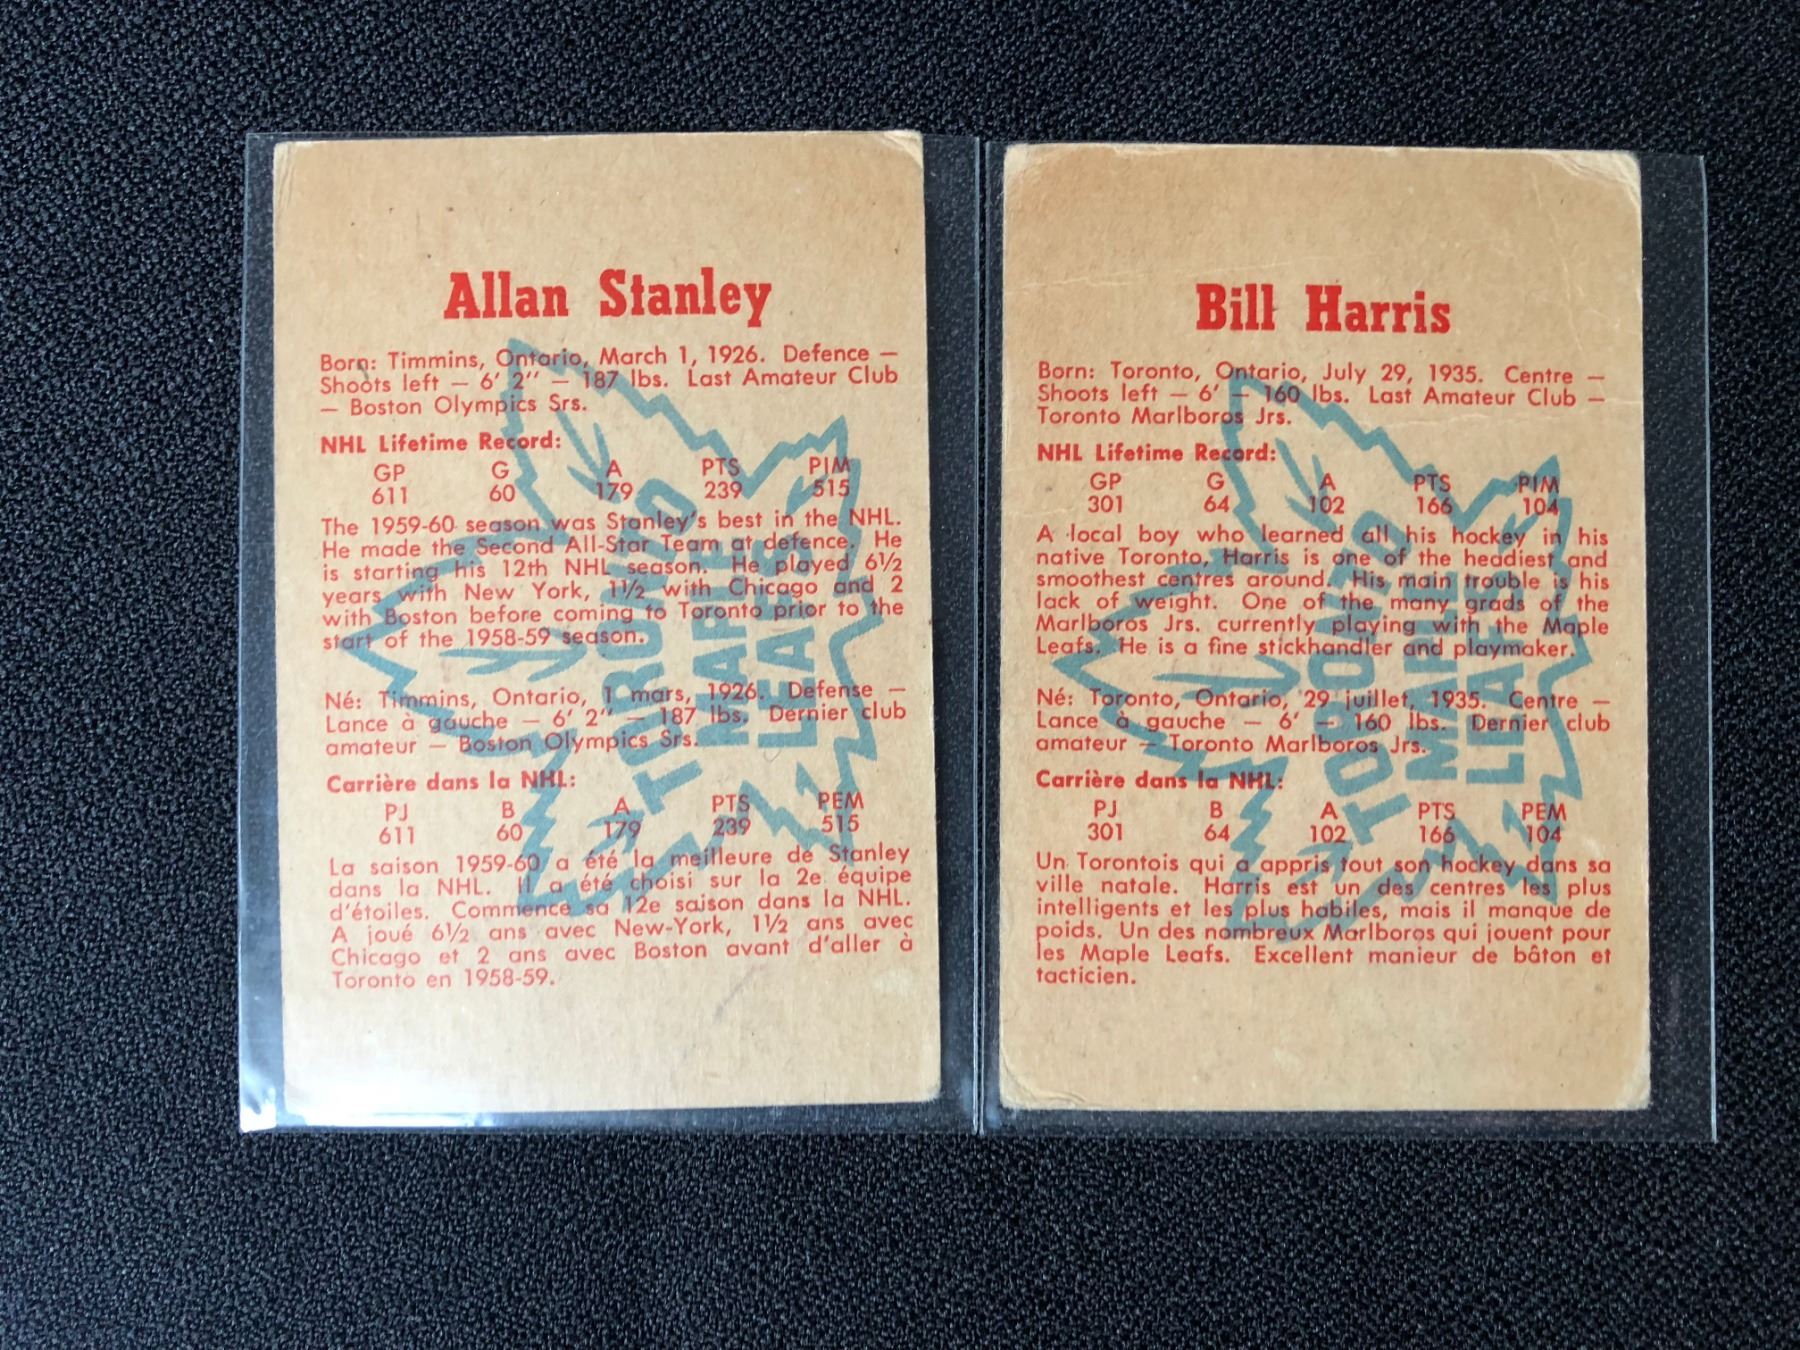 Allan Stanley
Born: Timmins, Ontario, March 1, 1926. Defence —
Shoots left — 6' 2'' — 187 lbs. Last Amateur Club
— Boston Olympics Srs.
NHL Lifetime Record:
GP G A PTS PIM
611 60 179 239 515
The 1959-60 season was Stanley's best in the NHL.
He made the Second All-Star Team at defence. He
is starting his 12th NHL season. He played 6½
years with New York, 1½ with Chicago and 2
with Boston before coming to Toronto prior to the
start of the 1958-59 season.
Né: Timmins, Ontario, 1 mars, 1926. Defense —
Lance à gauche — 6' 2'' — 187 lbs. Dernier club
amateur — Boston Olympics Srs.
Carrière dans la NHL:
PJ B A PTS PEM
611 60 179 239 515
La saison 1959-60 a été la meilleure de Stanley
dans la NHL. Il a été choisi sur la 2e équipe
d'étoiles. Commence sa 12e saison dans la NHL.
A joué 6½ ans avec New-York, 1½ ans avec
Chicago et 2 ans avec Boston avant d'aller à
Toronto en 1958-59.
TORONTO
MAPLE
LEAFS
Bill Harris
Born: Toronto, Ontario, July 29, 1935. Centre —
Shoots left — 6' — 160 lbs. Last Amateur Club —
Toronto Marlboros Jrs.
NHL Lifetime Record:
GP G A PTS PIM
301 64 102 166 104
A local boy who learned all his hockey in his
native Toronto, Harris is one of the headiest and
smoothest centres around. His main trouble is his
lack of weight. One of the many grads of the
Marlboros Jrs. currently playing with the Maple
Leafs. He is a fine stickhandler and playmaker.
Né: Toronto, Ontario, 29 juillet, 1935. Centre —
Lance à gauche — 6' — 160 lbs. Dernier club
amateur — Toronto Marlboros Jrs.
Carrière dans la NHL:
PJ B A PTS PEM
301 64 102 166 104
Un Torontois qui a appris tout son hockey dans sa
ville natale. Harris est un des centres les plus
intelligents et les plus habiles, mais il manque de
poids. Un des nombreux Marlboros qui jouent pour
les Maple Leafs. Excellent manieur de bâton et
tacticien.
TORONTO
MAPLE
LEAFS